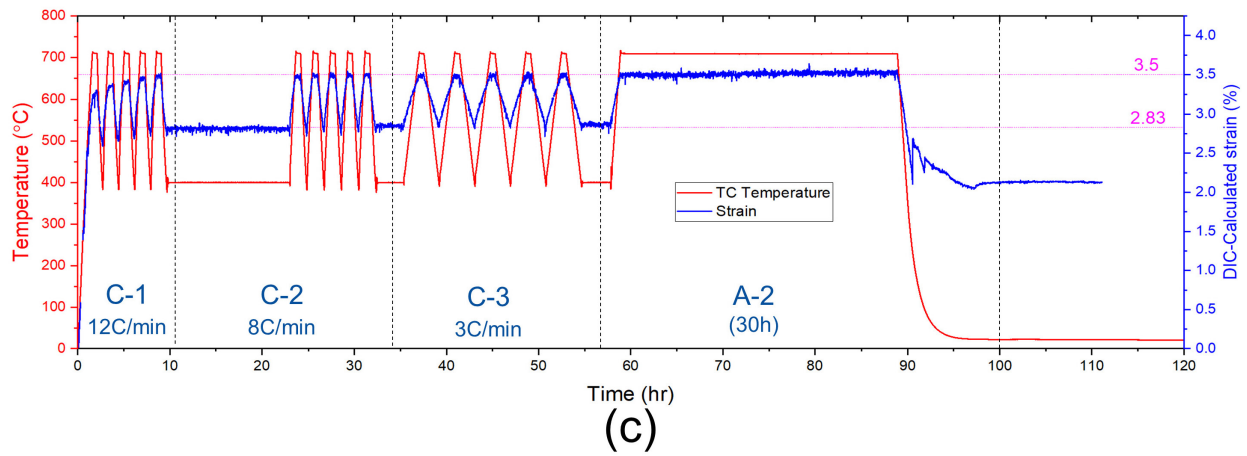 800
700
600
500
400
300
200
100
0
Temperature (°C)
4.0
3.5
3.0
2.5
2.0
1.5
1.0
0.5
0.0
DIC-Calculated strain (%)
3.5
2.83
TC Temperature
Strain
C-1
12C/min
C-2
8C/min
C-3
3C/min
A-2
(30h)
0 10 20 30 40 50 60 70 80 90 100 110 120
Time (hr)
(c)